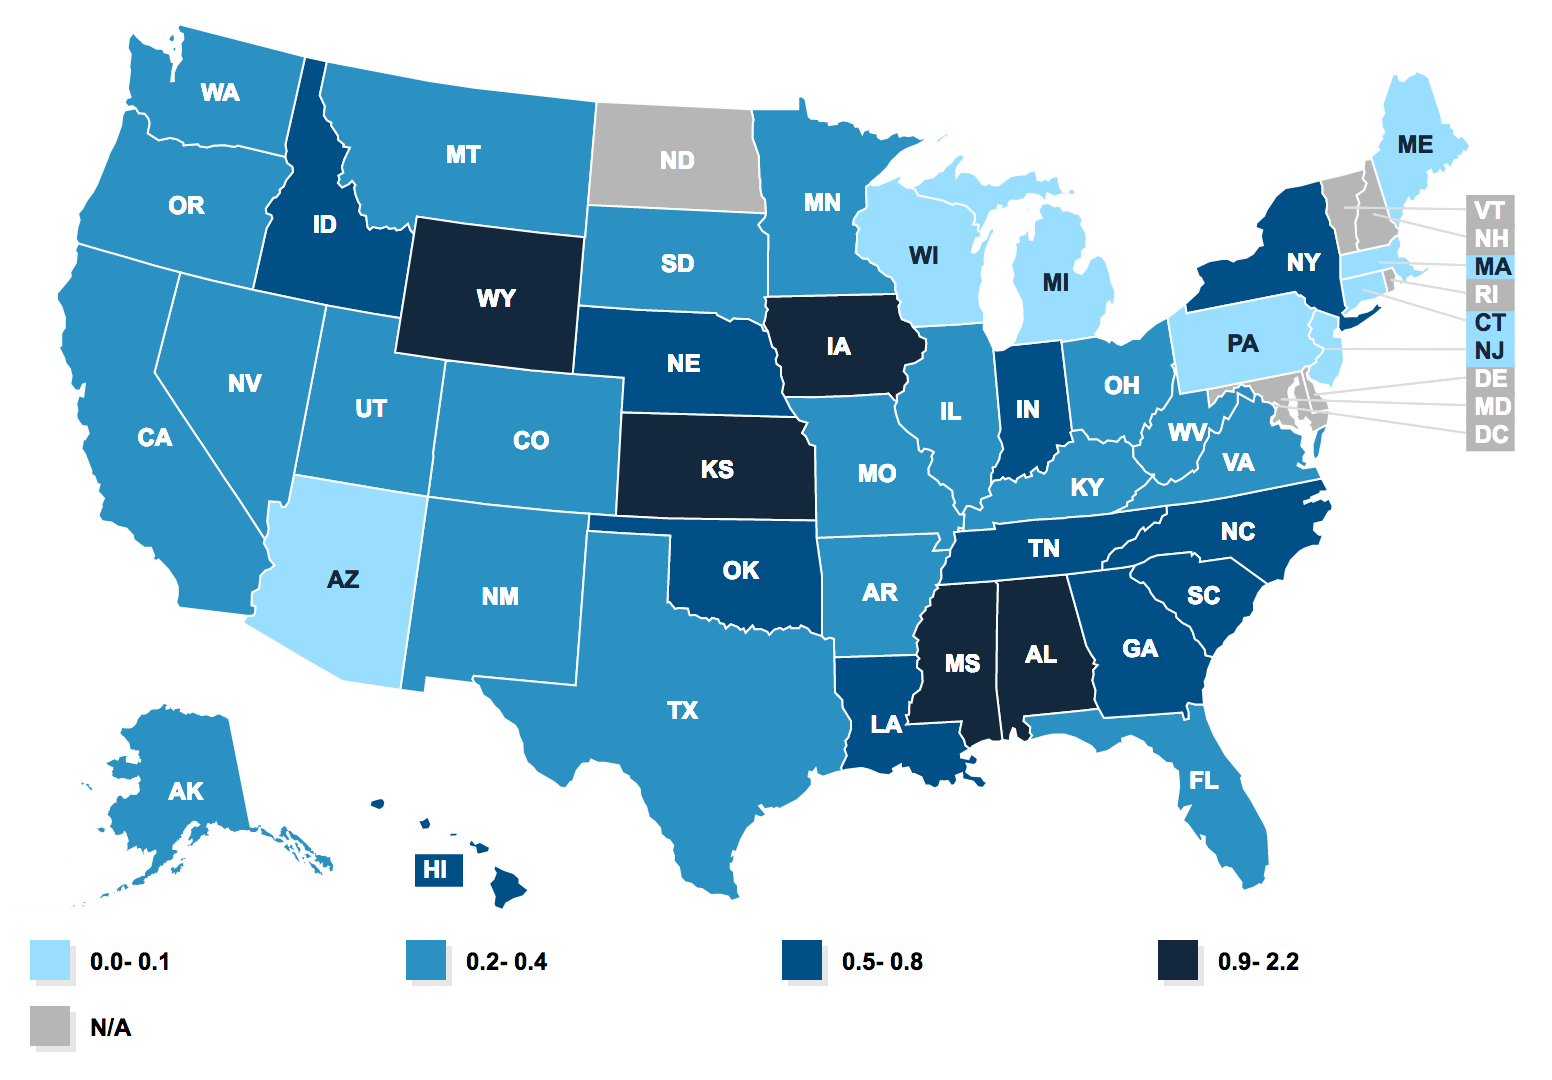 WA
MT
ND
ME
MN
OR
VT
ID
NH
WI
NY
SD
MA
MI
WY
RI
CT
IA
PA
NJ
NE
NV
OH
DE
UT
IL
IN
MD
CA
CO
WV
DC
KS
MO
VA
KY
NC
TN
AZ
OK
NM
AR
SC
MS
AL
GA
TX
LA
FL
AK
HI
0.0- 0.1
0.2- 0.4
0.5- 0.8
0.9- 2.2
N/A